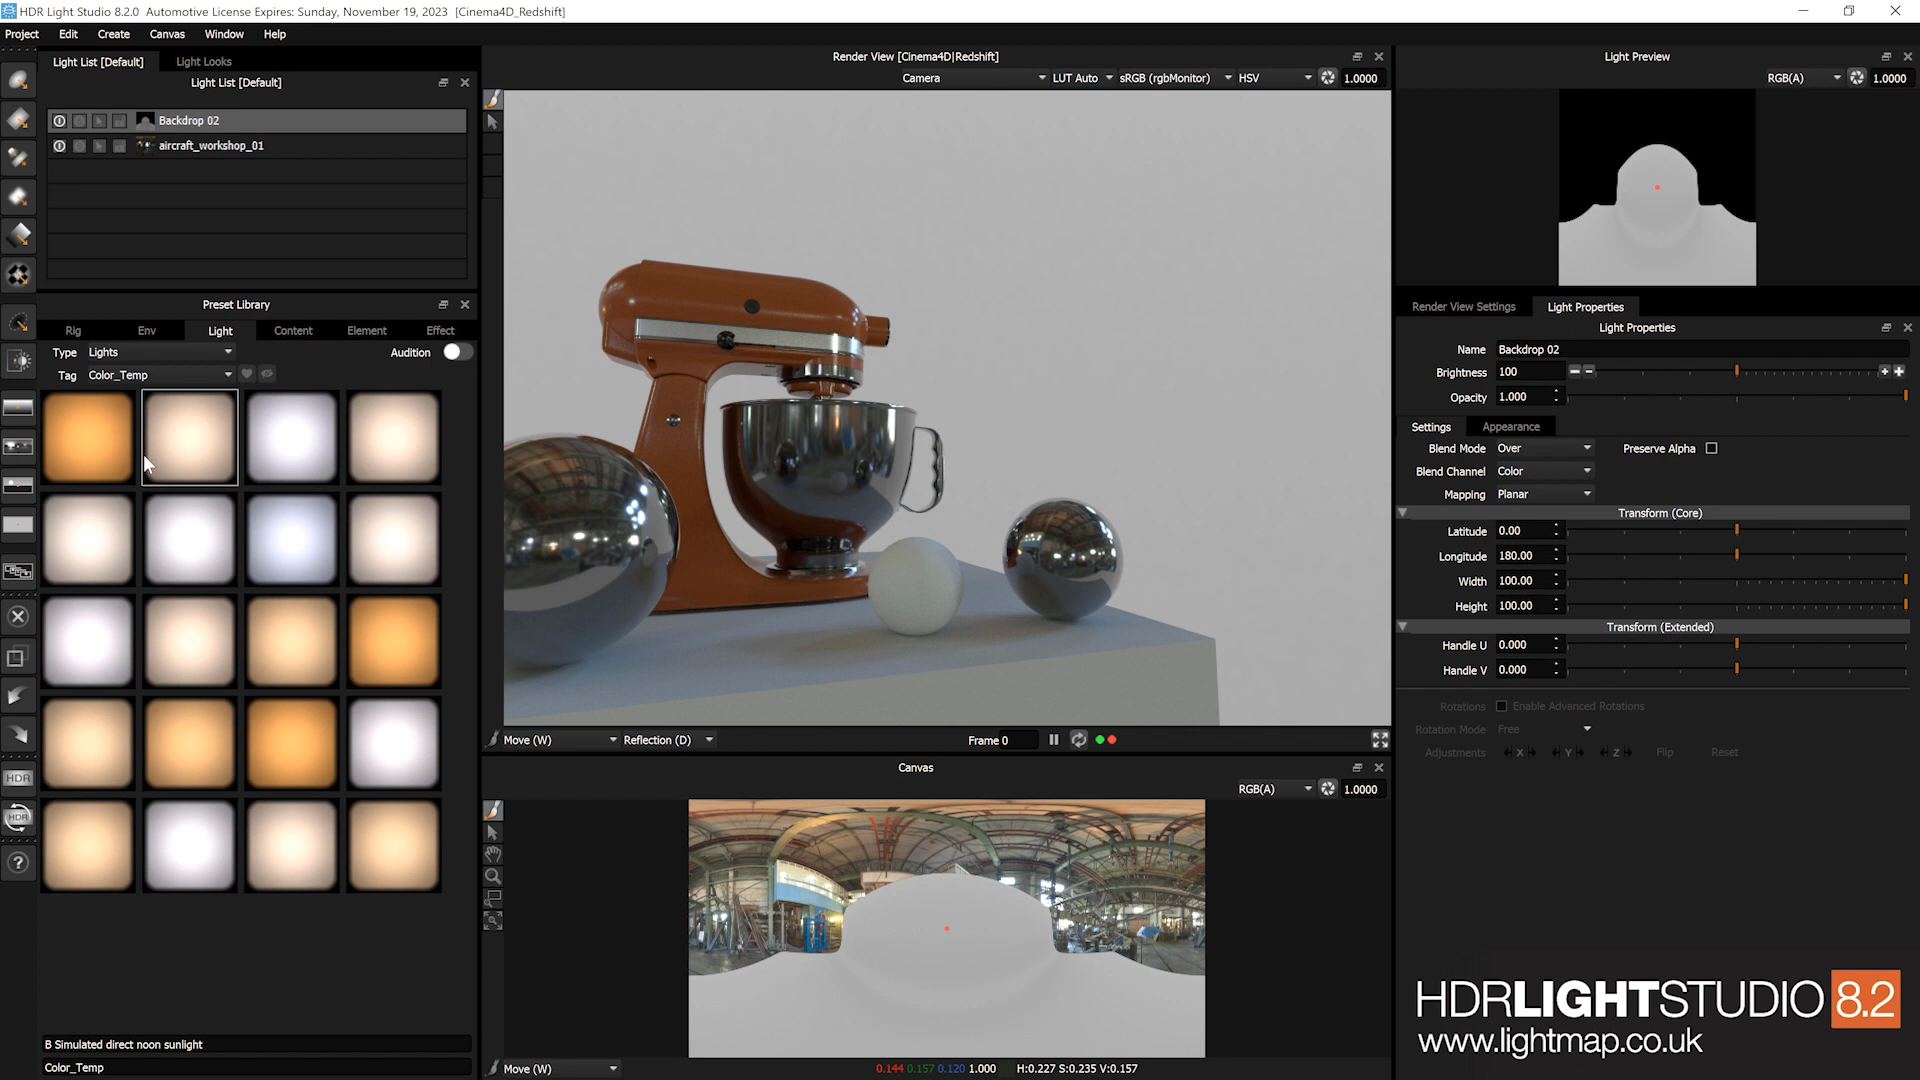 HDR Light Studio 8.2.0  Automotive License Expires: Sunday, November 19, 2023  [Cinema4D_Redshift]
Project Edit Create Canvas Window Help
Light List [Default] Light Looks
Light List [Default]
Backdrop 02
aircraft_workshop_01
Preset Library
Rig Env Light Content Element Effect
Type Lights Audition
Tag Color_Temp
B Simulated direct noon sunlight
Color_Temp
HDR
HDR
?
Render View [Cinema4D|Redshift]
Camera LUT Auto sRGB (rgbMonitor) HSV 1.0000
Move (W) Reflection (D) Frame 0
Canvas
RGB(A) 1.0000
Move (W) 0.144 0.157 0.120 1.000 H:0.227 S:0.235 V:0.157
Light Preview
RGB(A) 1.0000
Render View Settings Light Properties
Light Properties
Name Backdrop 02
Brightness 100
Opacity 1.000
Settings Appearance
Blend Mode Over Preserve Alpha
Blend Channel Color
Mapping Planar
Transform (Core)
Latitude 0.00
Longitude 180.00
Width 100.00
Height 100.00
Transform (Extended)
Handle U 0.000
Handle V 0.000
Rotations Enable Advanced Rotations
Rotation Mode Free
Adjustments X Y Z Flip Reset
HDRLIGHTSTUDIO 8.2
www.lightmap.co.uk